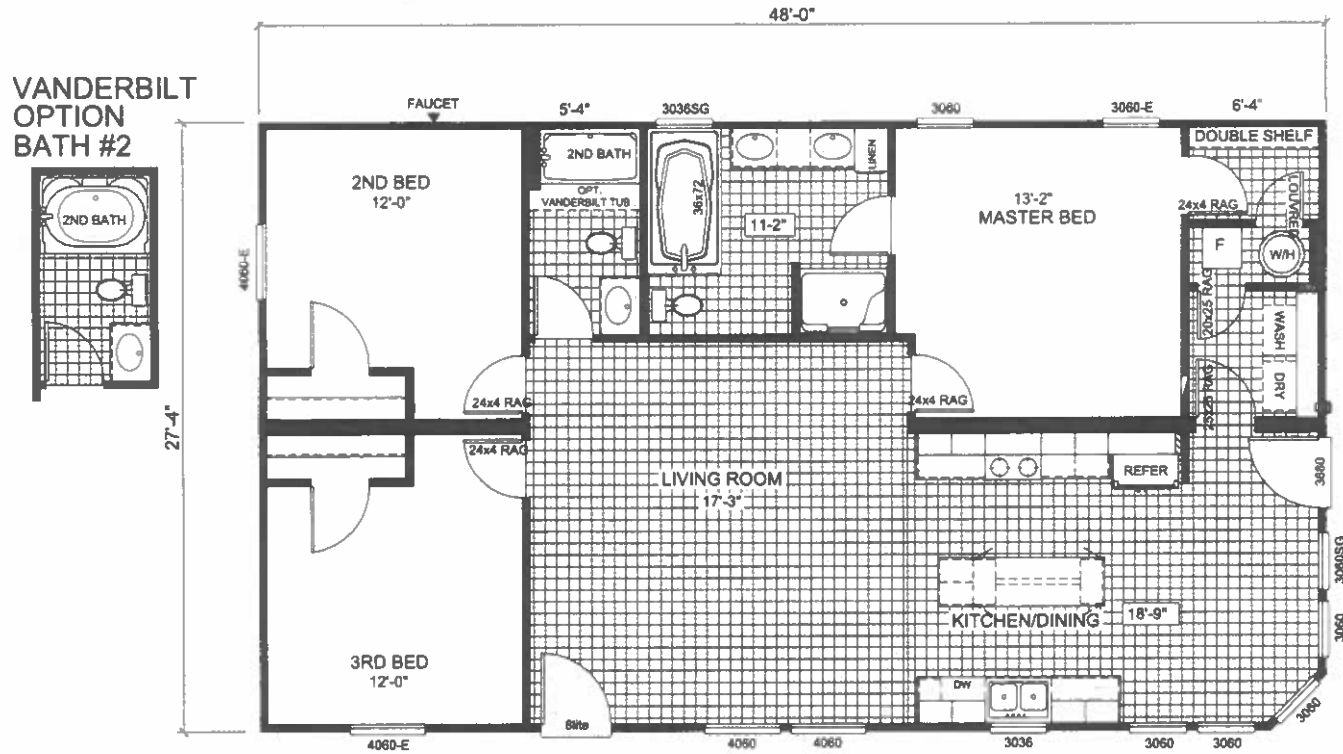 48'-0"
VANDERBILT
OPTION
BATH #2
FAUCET
5'-4"
3036SG
3060
3060-E
6'-4"
DOUBLE SHELF
2ND BATH
LINEN
2ND BED
12'-0"
OPT.
VANDERBILT TUB
36x72
11-2"
13'-2"
MASTER BED
24x4 RAG
LOUVRED
2ND BATH
F
W/H
4060-E
20x25 RAG
WASH
DRY
25x25 RAG
24x4 RAG
24x4 RAG
27'-4"
24x4 RAG
LIVING ROOM
17'-3"
REFER
3680
3060SG
KITCHEN/DINING
18'-9"
3060
3RD BED
12'-0"
DW
Slite
3060
4060-E
4060
4060
3036
3060
3060